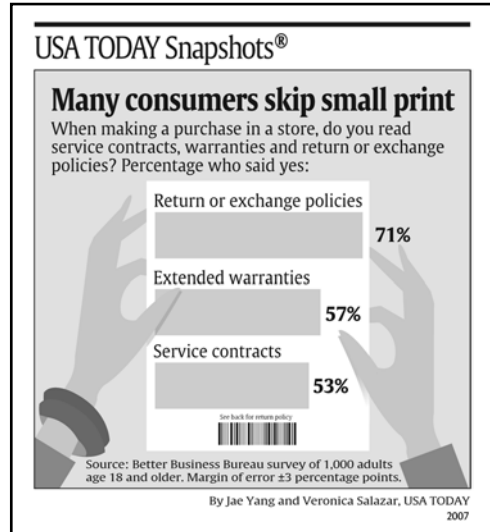 USA TODAY Snapshots®
Many consumers skip small print
When making a purchase in a store, do you read
service contracts, warranties and return or exchange
policies? Percentage who said yes:
Return or exchange policies
71%
Extended warranties
57%
Service contracts
53%
See back for return policy
Source: Better Business Bureau survey of 1,000 adults
age 18 and older. Margin of error ±3 percentage points.
By Jae Yang and Veronica Salazar, USA TODAY
2007